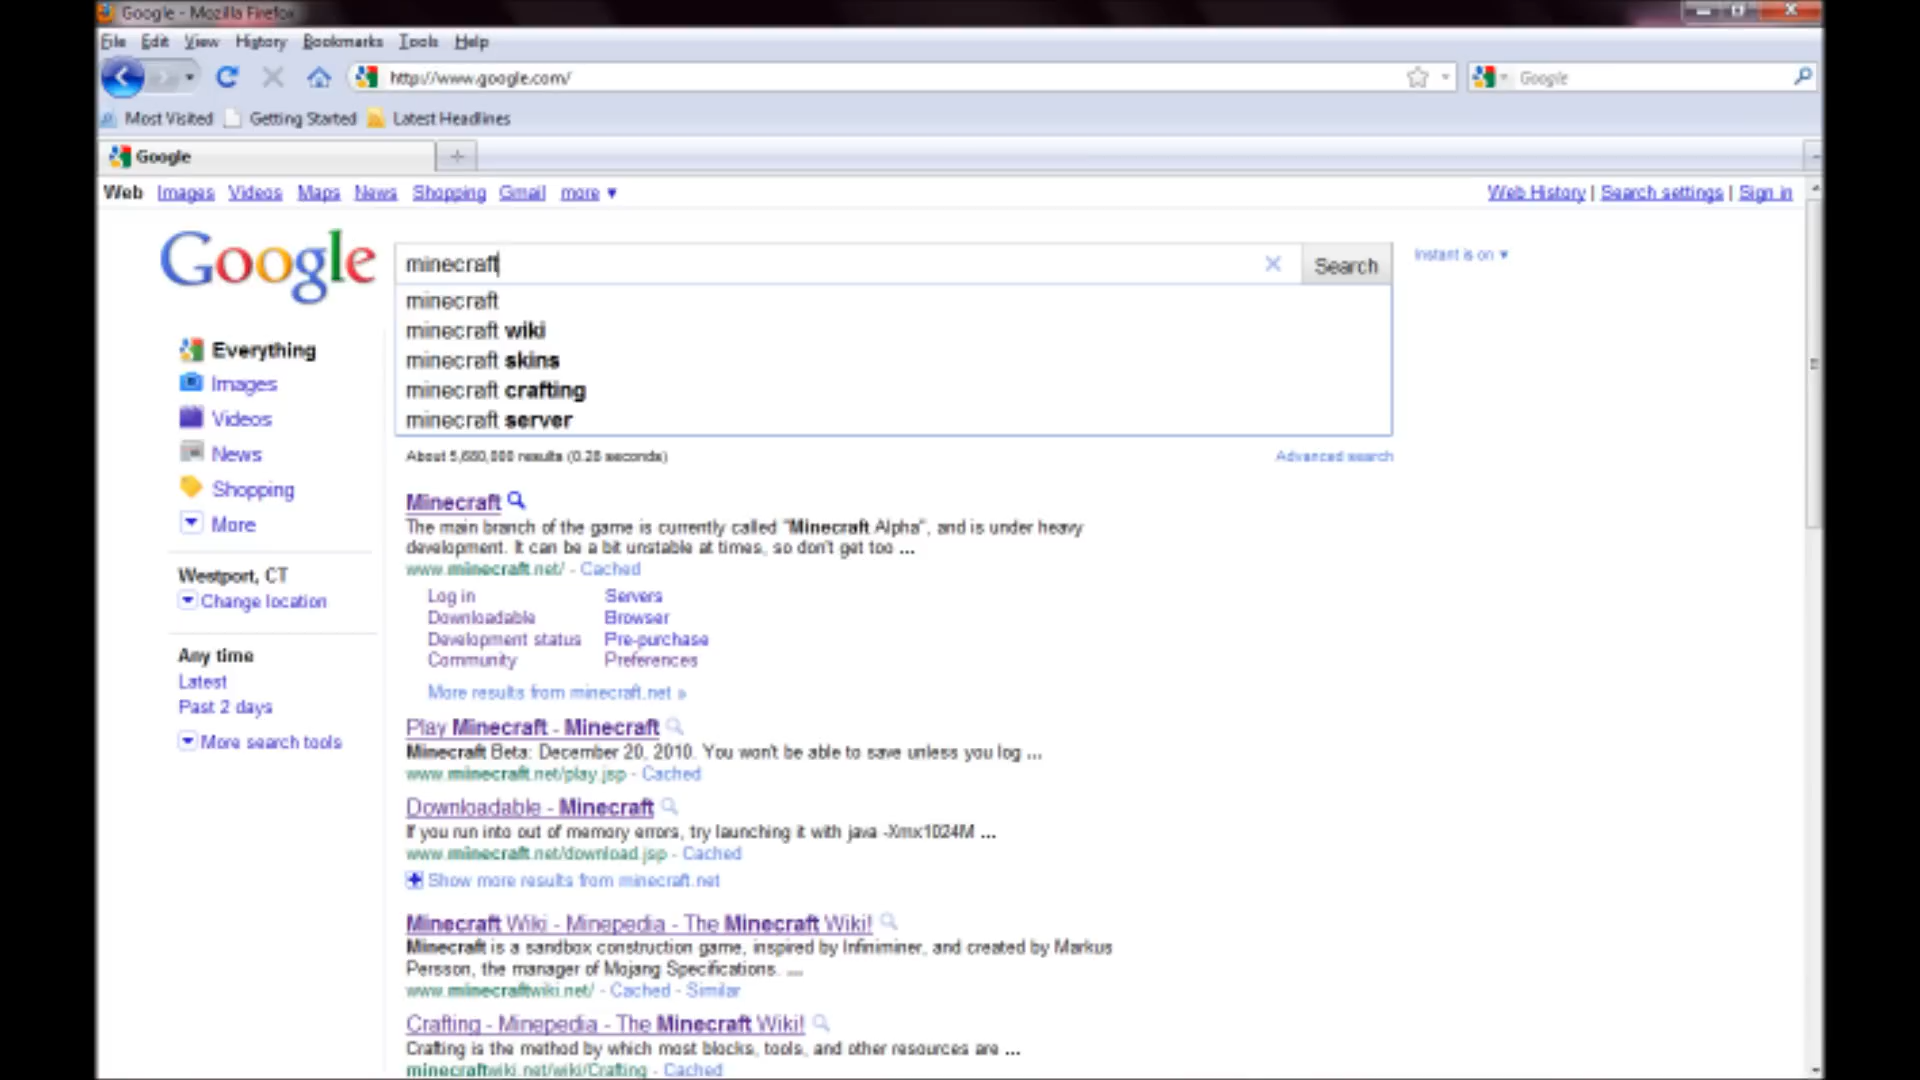 Google - Mozilla Firefox
File Edit View History Bookmarks Tools Help
http://www.google.com/ Google
Most Visited Getting Started Latest Headlines
Google
Web Images Videos Maps News Shopping Gmail more ▼ Web History | Search settings | Sign in
Google minecraft Search Instant is on ▼
minecraft
minecraft wiki
minecraft skins
minecraft crafting
minecraft server
Everything
Images
Videos
News
Shopping
More
Westport, CT
Change location
Any time
Latest
Past 2 days
More search tools
About 5,680,000 results (0.28 seconds) Advanced search
Minecraft
The main branch of the game is currently called "Minecraft Alpha", and is under heavy
development. It can be a bit unstable at times, so don't get too ...
www.minecraft.net/ - Cached
Log in Servers
Downloadable Browser
Development status Pre-purchase
Community Preferences
More results from minecraft.net »
Play Minecraft - Minecraft
Minecraft Beta: December 20, 2010. You won't be able to save unless you log ...
www.minecraft.net/play.jsp - Cached
Downloadable - Minecraft
If you run into out of memory errors, try launching it with java -Xmx1024M ...
www.minecraft.net/download.jsp - Cached
Show more results from minecraft.net
Minecraft Wiki - Minepedia - The Minecraft Wiki!
Minecraft is a sandbox construction game, inspired by Infiniminer, and created by Markus
Persson, the manager of Mojang Specifications. ...
www.minecraftwiki.net/ - Cached - Similar
Crafting - Minepedia - The Minecraft Wiki!
Crafting is the method by which most blocks, tools, and other resources are ...
minecraftwiki.net/wiki/Crafting - Cached